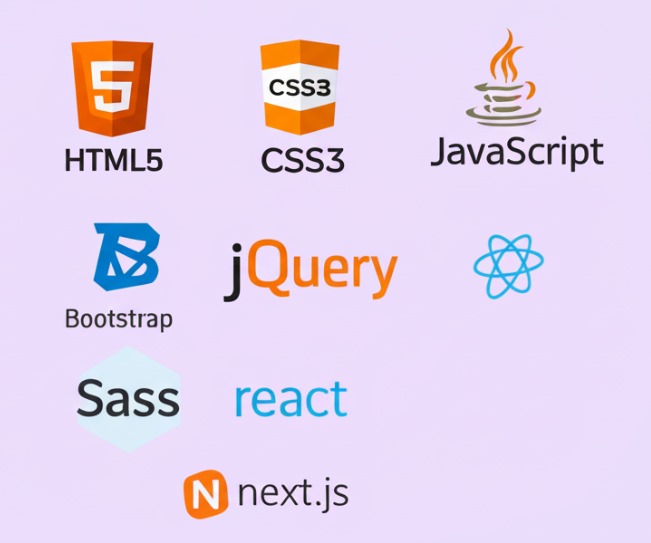 5
CSS3
HTML5
CSS3
JavaScript
B
jQuery
Bootstrap
Sass
react
N next.js